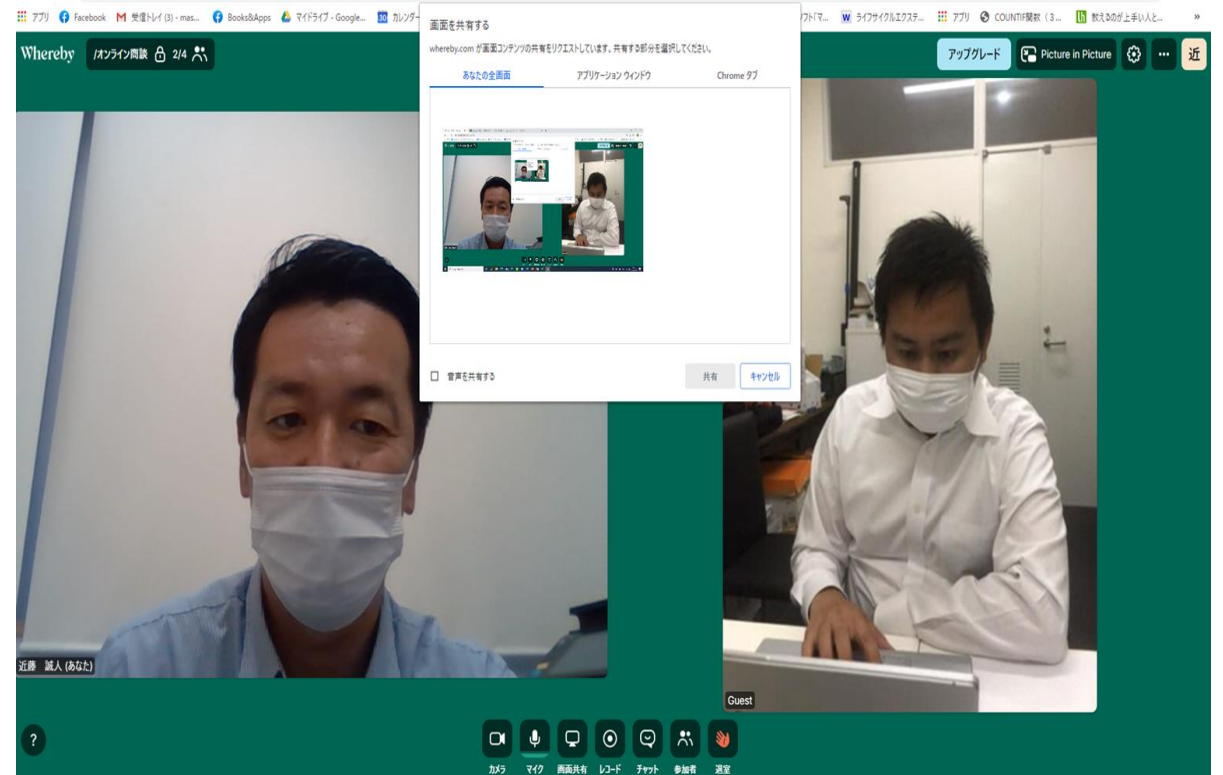 アプリ
Facebook
受信トレイ (3) - mas...
Books&Apps
マイドライブ - Google...
30
カレンダー
フト(マ...
W
ライフサイクルエクステ...
アプリ
COUNTIF関数（3...
教えるのが上手い人と...
»
Whereby
/オンライン商談
2/4
アップグレード
Picture in Picture
近
画面を共有する
whereby.com が画面コンテンツの共有をリクエストしています。共有する部分を選択してください。
あなたの全画面
アプリケーション ウィンドウ
Chrome タブ
音声を共有する
共有
キャンセル
近藤 誠人 (あなた)
Guest
?
カメラ
マイク
画面共有
レコード
チャット
参加者
退室